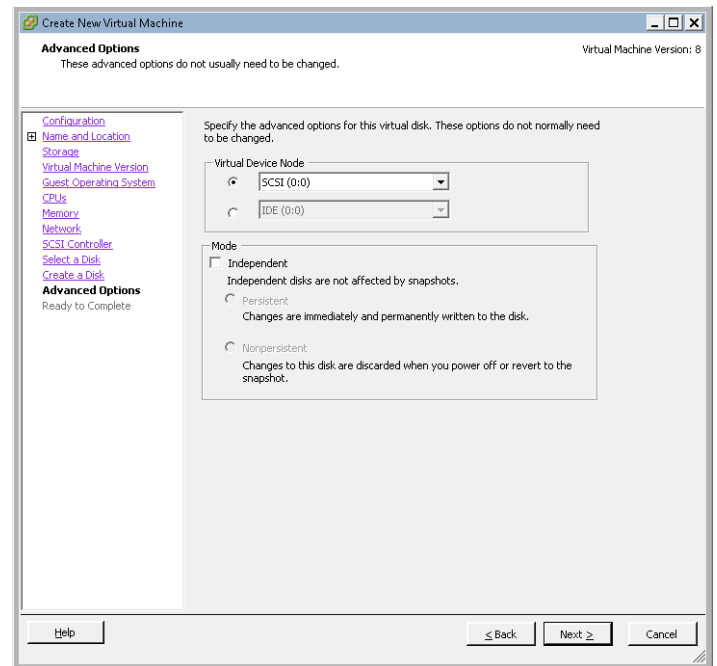 Create New Virtual Machine
Advanced Options
These advanced options do not usually need to be changed.
Virtual Machine Version: 8
Configuration
Name and Location
Storage
Virtual Machine Version
Guest Operating System
CPUs
Memory
Network
SCSI Controller
Select a Disk
Create a Disk
Advanced Options
Ready to Complete
Specify the advanced options for this virtual disk. These options do not normally need
to be changed.
Virtual Device Node
SCSI (0:0)
IDE (0:0)
Mode
Independent
Independent disks are not affected by snapshots.
Persistent
Changes are immediately and permanently written to the disk.
Nonpersistent
Changes to this disk are discarded when you power off or revert to the
snapshot.
Help
< Back
Next >
Cancel